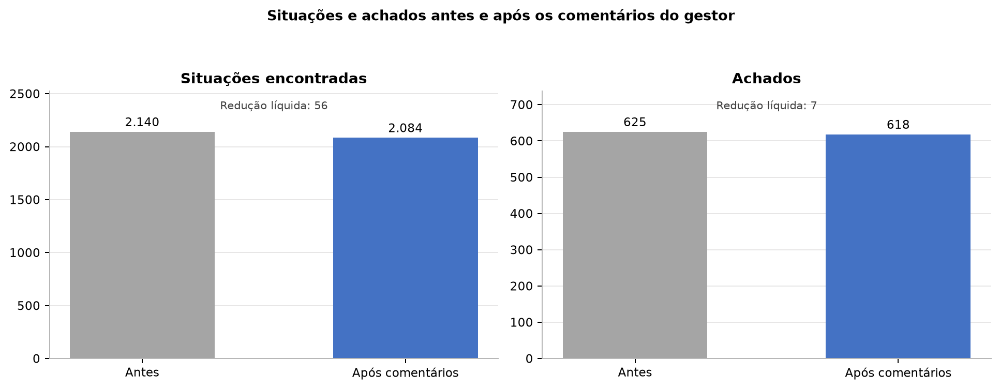 Situações e achados antes e após os comentários do gestor
Situações encontradas
2500
2000
1500
1000
500
0
Redução líquida: 56
2.140
2.084
Antes
Após comentários
Achados
700
600
500
400
300
200
100
0
Redução líquida: 7
625
618
Antes
Após comentários